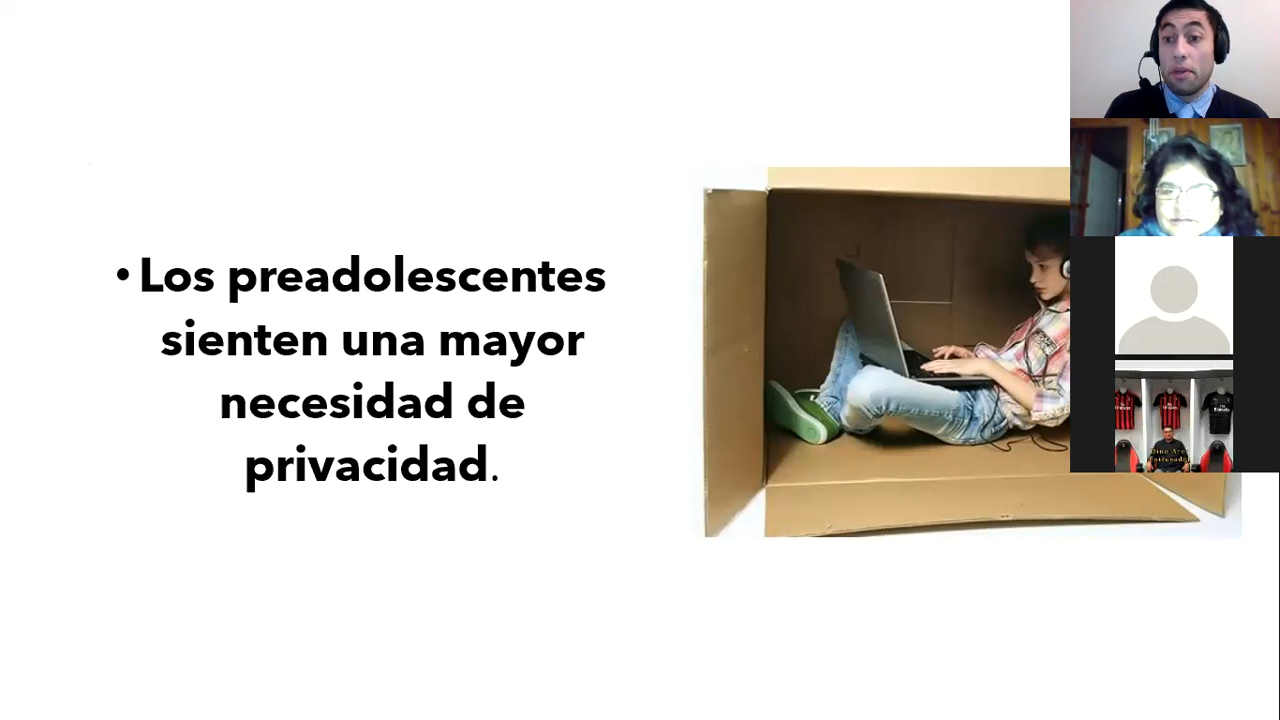 • Los preadolescentes
sienten una mayor
necesidad de
privacidad.